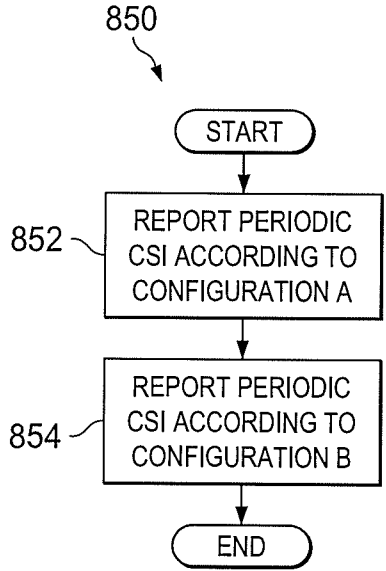 850
START
852
REPORT PERIODIC
CSI ACCORDING TO
CONFIGURATION A
854
REPORT PERIODIC
CSI ACCORDING TO
CONFIGURATION B
END